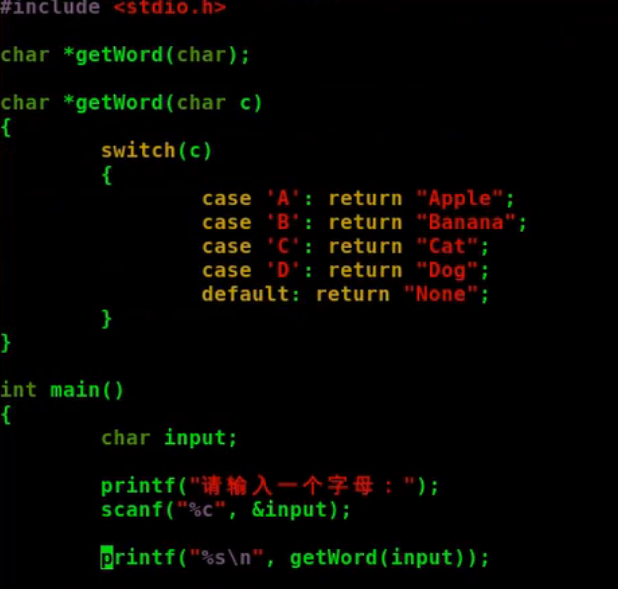 #include <stdio.h>
char *getWord(char);
char *getWord(char c)
{
switch(c)
{
case 'A': return "Apple";
case 'B': return "Banana";
case 'C': return "Cat";
case 'D': return "Dog";
default: return "None";
}
}
int main()
{
char input;
printf("请输入一个字母：");
scanf("%c", &input);
printf("%s\n", getWord(input));